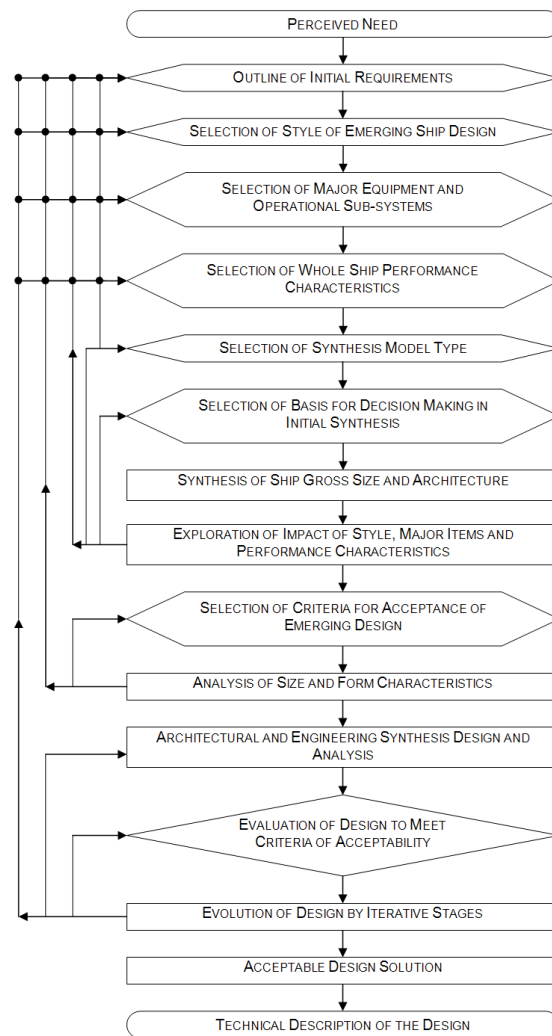 PERCEIVED NEED
OUTLINE OF INITIAL REQUIREMENTS
SELECTION OF STYLE OF EMERGING SHIP DESIGN
SELECTION OF MAJOR EQUIPMENT AND
OPERATIONAL SUB-SYSTEMS
SELECTION OF WHOLE SHIP PERFORMANCE
CHARACTERISTICS
SELECTION OF SYNTHESIS MODEL TYPE
SELECTION OF BASIS FOR DECISION MAKING IN
INITIAL SYNTHESIS
SYNTHESIS OF SHIP GROSS SIZE AND ARCHITECTURE
EXPLORATION OF IMPACT OF STYLE, MAJOR ITEMS AND
PERFORMANCE CHARACTERISTICS
SELECTION OF CRITERIA FOR ACCEPTANCE OF
EMERGING DESIGN
ANALYSIS OF SIZE AND FORM CHARACTERISTICS
ARCHITECTURAL AND ENGINEERING SYNTHESIS DESIGN AND
ANALYSIS
EVALUATION OF DESIGN TO MEET
CRITERIA OF ACCEPTABILITY
EVOLUTION OF DESIGN BY ITERATIVE STAGES
ACCEPTABLE DESIGN SOLUTION
TECHNICAL DESCRIPTION OF THE DESIGN